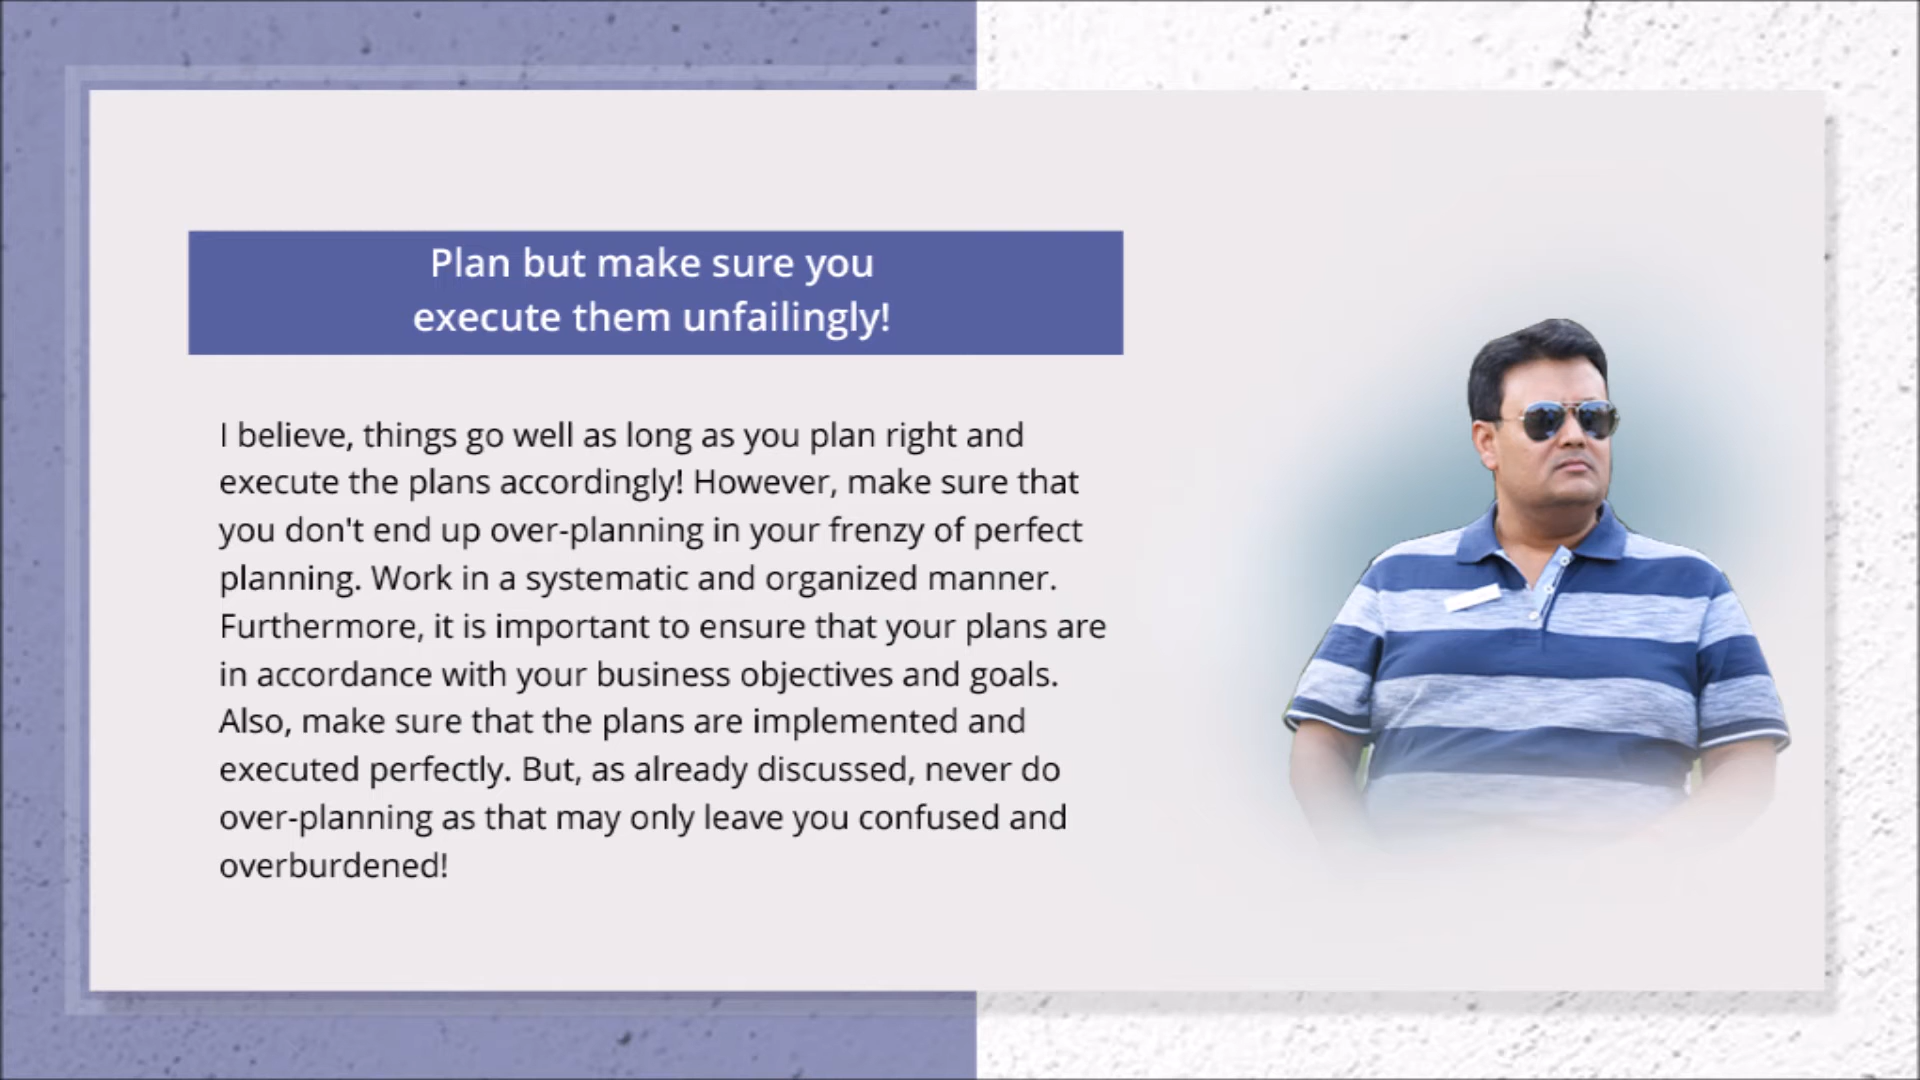 Plan but make sure you
execute them unfailingly!
I believe, things go well as long as you plan right and
execute the plans accordingly! However, make sure that
you don't end up over-planning in your frenzy of perfect
planning. Work in a systematic and organized manner.
Furthermore, it is important to ensure that your plans are
in accordance with your business objectives and goals.
Also, make sure that the plans are implemented and
executed perfectly. But, as already discussed, never do
over-planning as that may only leave you confused and
overburdened!